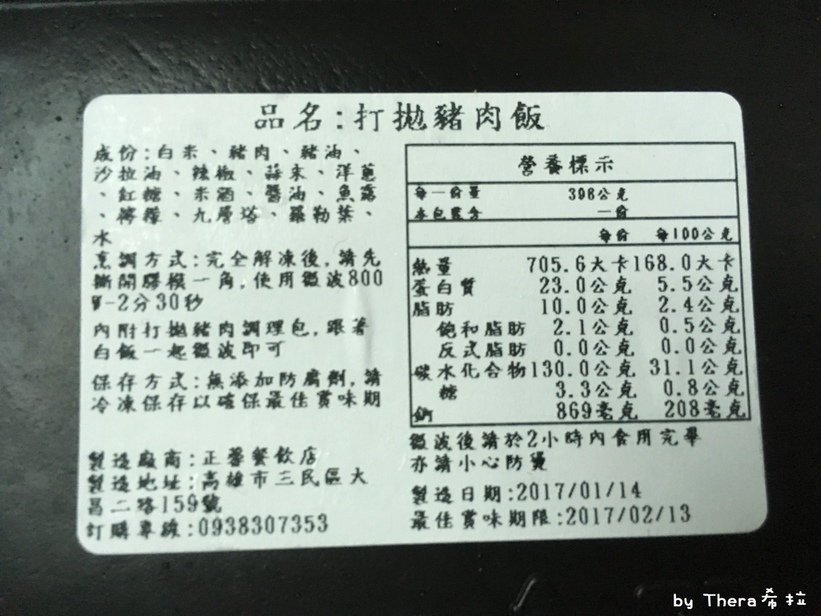 品名:打拋豬肉飯
成份:白米、豬肉、豬油、
沙拉油、辣椒、蒜末、洋蔥
、紅糖、米酒、醬油、魚露
、檸檬、九層塔、羅勒葉、
水
烹調方式:完全解凍後,請先
撕開膠模一角,使用微波800
W-2分30秒
內附打拋豬肉調理包,跟著
白飯一起微波即可
保存方式:無添加防腐劑,請
冷凍保存以確保最佳賞味期
製造廠商:正馨餐飲店
製造地址:高雄市三民區大
昌二路159號
訂購專線:0938307353
營養標示
每一份量 398公克
本包裝含 一份
每份 每100公克
熱量 705.6大卡 168.0大卡
蛋白質 23.0公克 5.5公克
脂肪 10.0公克 2.4公克
飽和脂肪 2.1公克 0.5公克
反式脂肪 0.0公克 0.0公克
碳水化合物 130.0公克 31.1公克
糖 3.3公克 0.8公克
鈉 869毫克 208毫克
微波後請於2小時內食用完畢
亦請小心防燙
製造日期:2017/01/14
最佳賞味期限:2017/02/13
by Thera希拉